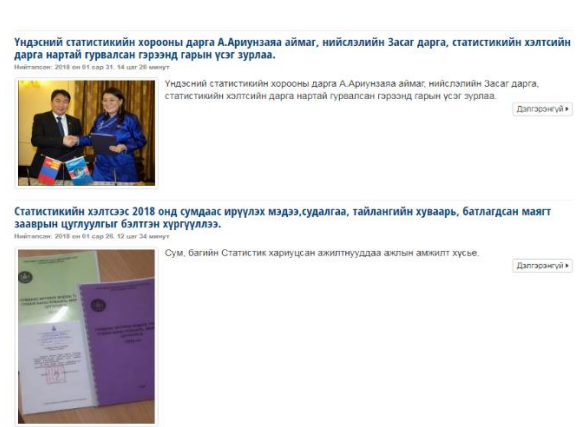 Үндэсний статистикийн хорооны дарга А.Ариунзаяа аймаг, нийслэлийн Засаг дарга, статистикийн хэлтсийн
дарга нартай гурвалсан гэрээнд гарын үсэг зурлаа.
Нийтэлсэн: 2018 он 01 сар 31. 14 цаг 20 минут
Үндэсний статистикийн хорооны дарга А.Ариунзаяа аймаг, нийслэлийн Засаг дарга,
статистикийн хэлтсийн дарга нартай гурвалсан гэрээнд гарын үсэг зурлаа.
Дэлгэрэнгүй
Статистикийн хэлтсээс 2018 онд сумдаас ирүүлэх мэдээ,судалгаа, тайлангийн хуваарь, батлагдсан маягт
зааврын цуглуулгыг бэлтгэн хүргүүллээ.
Нийтэлсэн: 2018 он 01 сар 26. 12 цаг 34 минут
Сум, багийн Статистик хариуцсан ажилтнууддаа ажлын амжилт хүсье.
Дэлгэрэнгүй